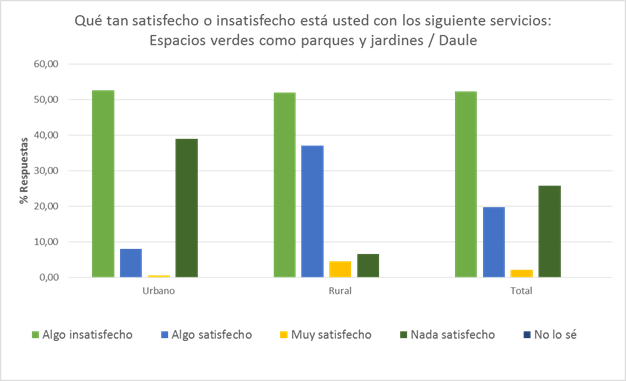 Qué tan satisfecho o insatisfecho está usted con los siguiente servicios:
Espacios verdes como parques y jardines / Daule
60,00
50,00
40,00
30,00
20,00
10,00
0,00
% Respuestas
Urbano Rural Total
Algo insatisfecho Algo satisfecho Muy satisfecho Nada satisfecho No lo sé